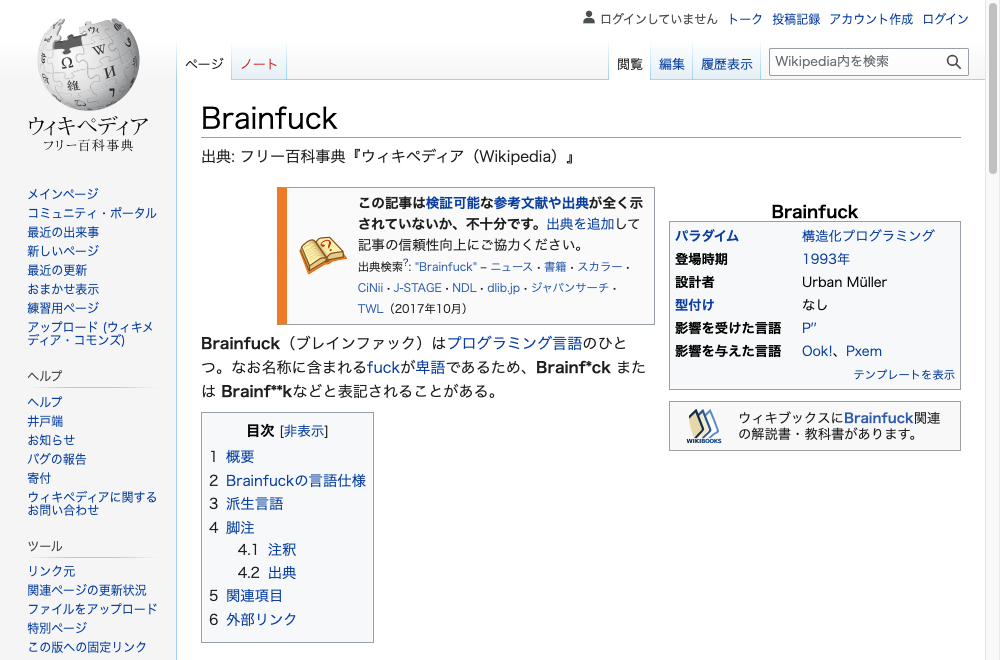 ログインしていません トーク 投稿記録 アカウント作成 ログイン
ページ ノート 閲覧 編集 履歴表示 Wikipedia内を検索
ウィキペディア
フリー百科事典
メインページ
コミュニティ・ポータル
最近の出来事
新しいページ
最近の更新
おまかせ表示
練習用ページ
アップロード (ウィキメ
ディア・コモンズ)
ヘルプ
ヘルプ
井戸端
お知らせ
バグの報告
寄付
ウィキペディアに関する
お問い合わせ
ツール
リンク元
関連ページの更新状況
ファイルをアップロード
特別ページ
この版への固定リンク
Brainfuck
出典: フリー百科事典『ウィキペディア（Wikipedia）』
この記事は検証可能な参考文献や出典が全く示
されていないか、不十分です。出典を追加して
記事の信頼性向上にご協力ください。
出典検索?: "Brainfuck" – ニュース · 書籍 · スカラー ·
CiNii · J-STAGE · NDL · dlib.jp · ジャパンサーチ ·
TWL（2017年10月）
Brainfuck（ブレインファック）はプログラミング言語のひと
つ。なお名称に含まれるfuckが卑語であるため、Brainf*ck また
は Brainf**kなどと表記されることがある。
目次 [非表示]
1 概要
2 Brainfuckの言語仕様
3 派生言語
4 脚注
4.1 注釈
4.2 出典
5 関連項目
6 外部リンク
Brainfuck
パラダイム 構造化プログラミング
登場時期 1993年
設計者 Urban Müller
型付け なし
影響を受けた言語 P′′
影響を与えた言語 Ook!、Pxem
テンプレートを表示
WIKIBOOKS
ウィキブックスにBrainfuck関連
の解説書・教科書があります。